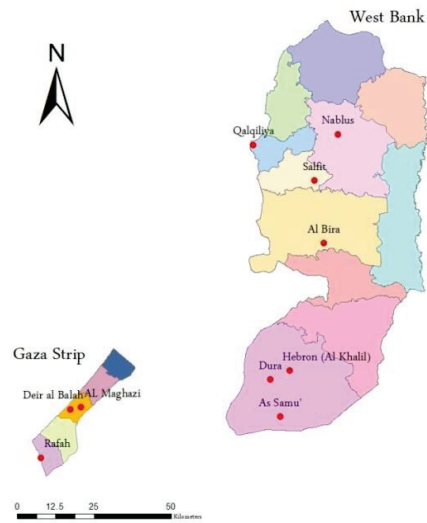 West Bank
N
Nablus
Qalqiliya
Salfit
Al Bira
Gaza Strip
Hebron (Al Khalil)
Dura
Deir al Balah AL Maghazi
As Samu'
Rafah
0 12.5 25 50
Kilometers